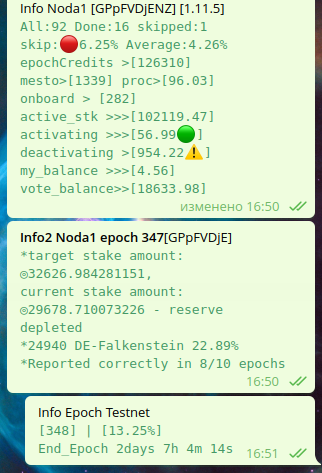 Info Noda1 [GPpFVDjENZ] [1.11.5]
All:92 Done:16 skipped:1
skip:🔴6.25% Average:4.26%
epochCredits >[126310]
mesto>[1339] proc>[96.03]
onboard > [282]
active_stk >>>[102119.47]
activating >>>[56.99🟢]
deactivating >[954.22⚠️]
my_balance >>>[4.56]
vote_balance>>[18633.98]
изменено 16:50
Info2 Noda1 epoch 347[GPpFVDjE]
*target stake amount:
◎32626.984281151,
current stake amount:
◎29678.710073226 - reserve
depleted
*24940 DE-Falkenstein 22.89%
*Reported correctly in 8/10 epochs
16:50
Info Epoch Testnet
[348] | [13.25%]
End_Epoch 2days 7h 4m 14s
16:51